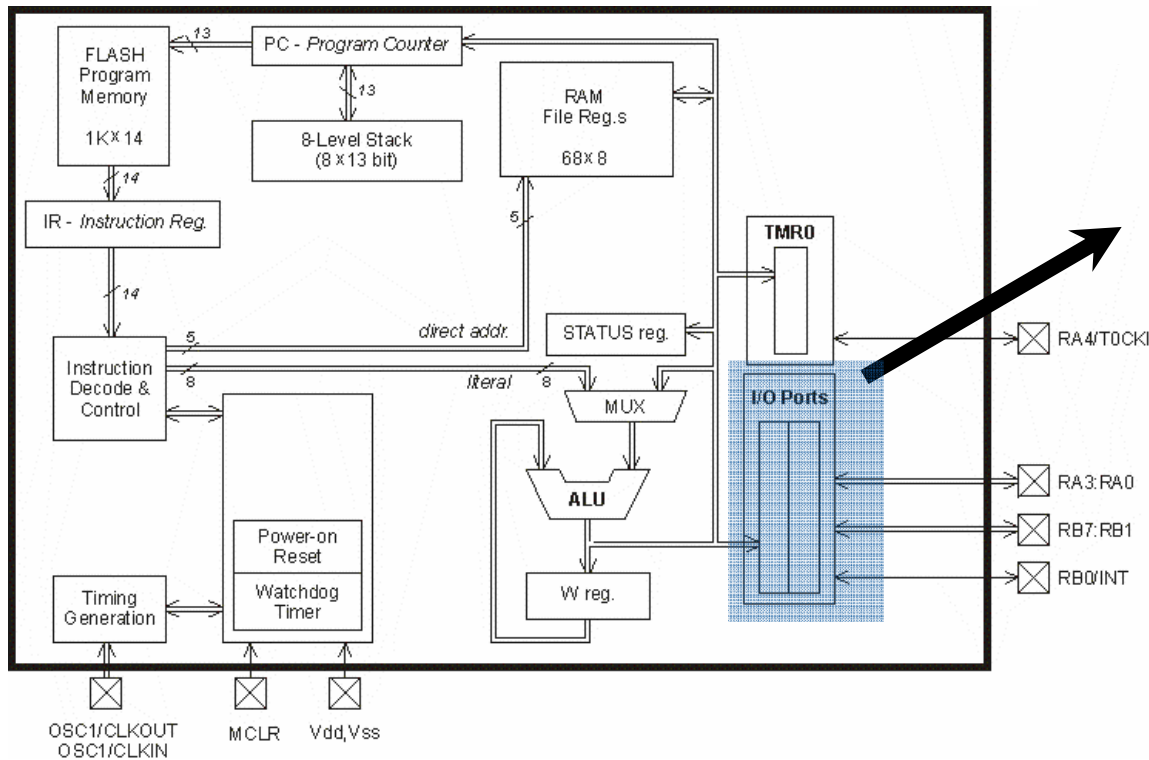 FLASH
Program
Memory
1K x 14
13
PC - Program Counter
13
8-Level Stack
(8 x 13 bit)
RAM
File Reg.s
68x 8
14
IR - Instruction Reg.
5
TMR0
14
direct addr.
STATUS reg.
RA4/T0CKI
5
Instruction
Decode &
Control
8
literal
8
MUX
I/O Ports
RA3:RA0
ALU
RB7:RB1
Power-on
Reset
RB0/INT
Watchdog
Timer
Timing
Generation
W reg.
OSC1/CLKOUT
OSC1/CLKIN
MCLR
Vdd,Vss